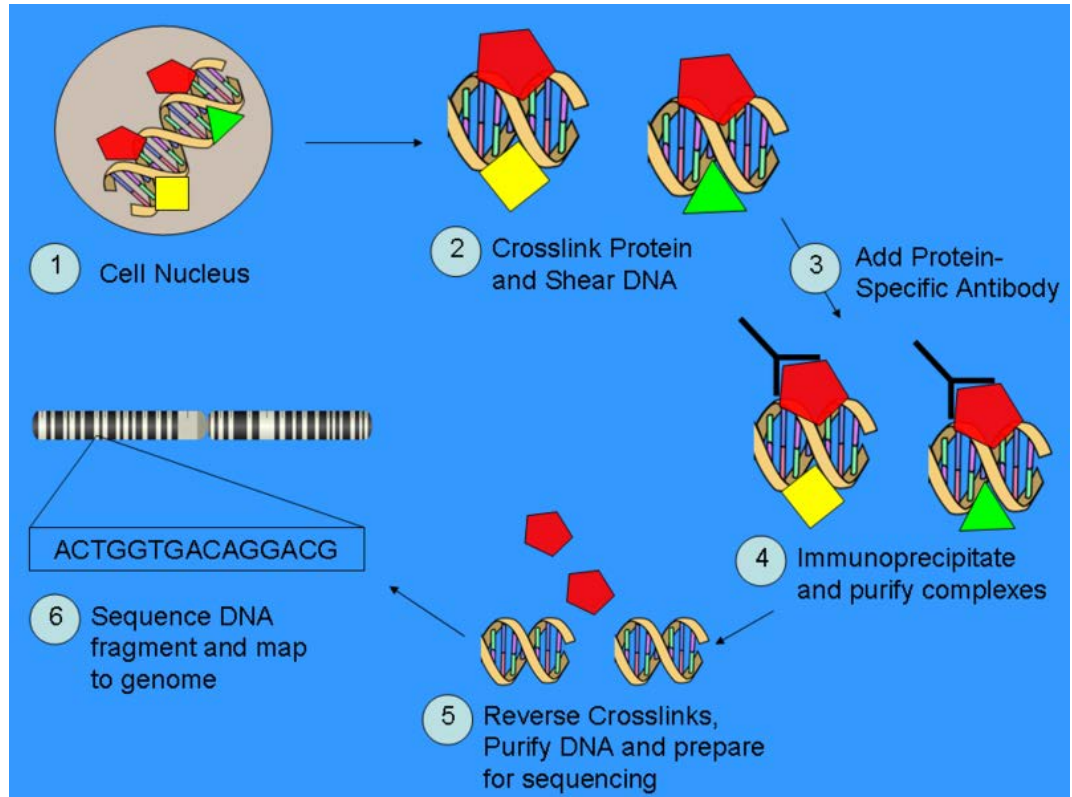 1
Cell Nucleus
2
Crosslink Protein
and Shear DNA
3
Add Protein-
Specific Antibody
4
Immunoprecipitate
and purify complexes
5
Reverse Crosslinks,
Purify DNA and prepare
for sequencing
ACTGGTGACAGGACG
6
Sequence DNA
fragment and map
to genome